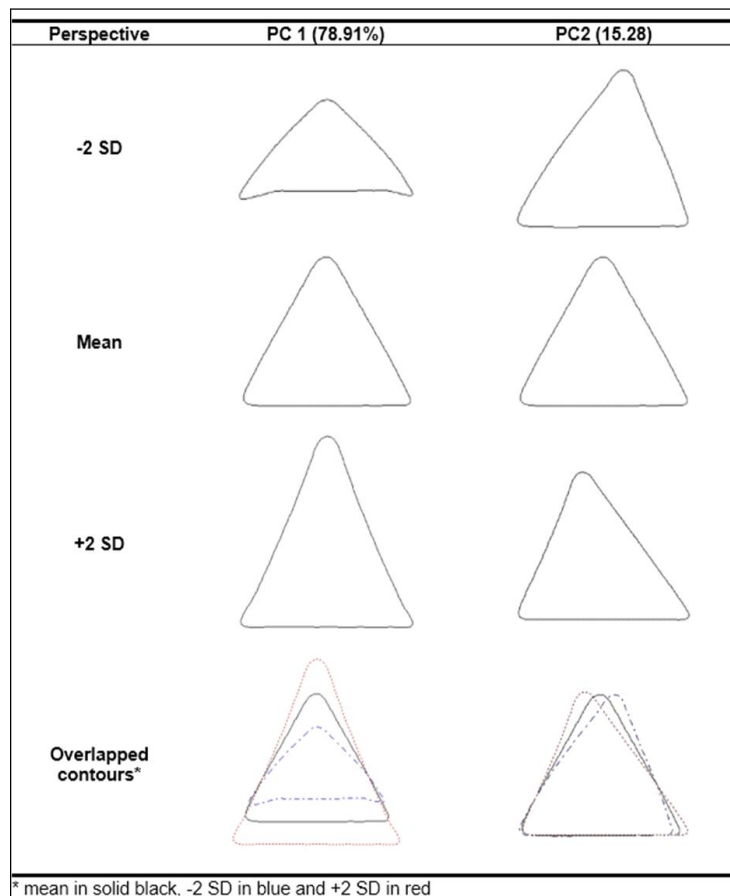 Perspective PC 1 (78.91%) PC2 (15.28)
-2 SD
Mean
+2 SD
Overlapped
contours*
* mean in solid black, -2 SD in blue and +2 SD in red